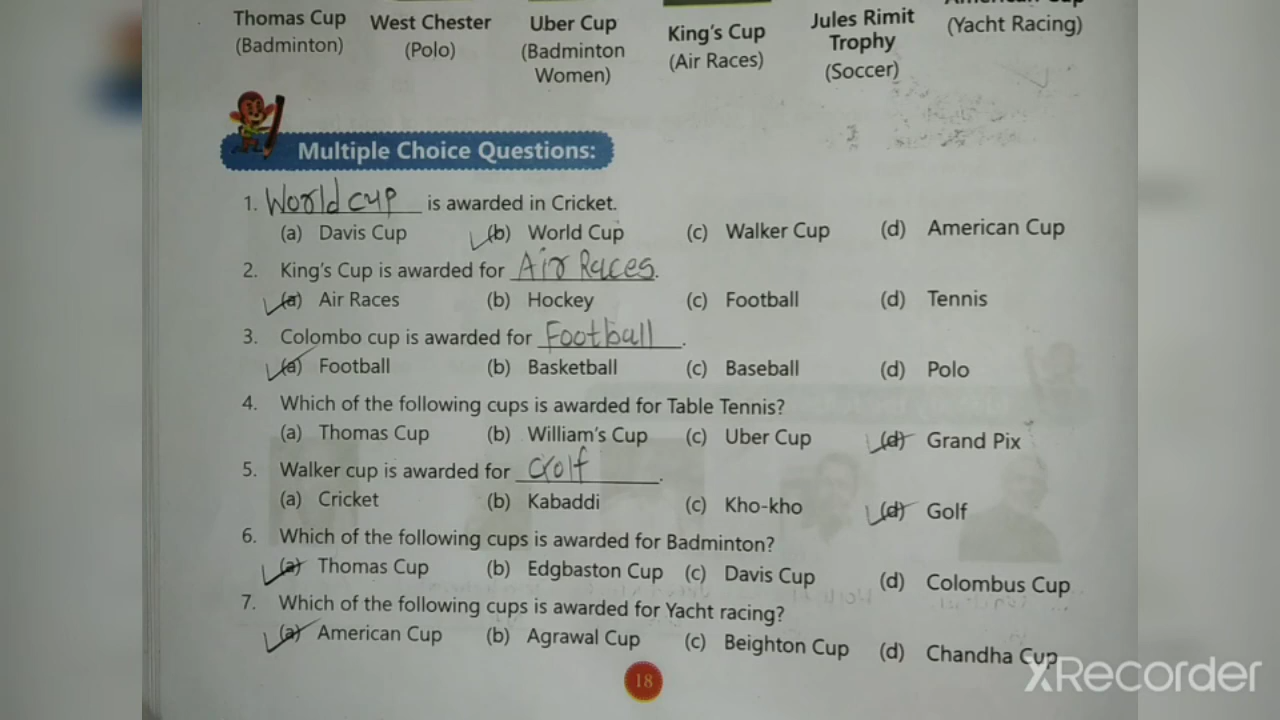 Thomas Cup West Chester Uber Cup King's Cup Jules Rimit Trophy American Cup
(Badminton) (Polo) (Badminton Women) (Air Races) (Soccer) (Yacht Racing)
Multiple Choice Questions:
1. World cup is awarded in Cricket.
(a) Davis Cup (b) World Cup (c) Walker Cup (d) American Cup
2. King's Cup is awarded for Air Races.
(a) Air Races (b) Hockey (c) Football (d) Tennis
3. Colombo cup is awarded for Football.
(a) Football (b) Basketball (c) Baseball (d) Polo
4. Which of the following cups is awarded for Table Tennis?
(a) Thomas Cup (b) William's Cup (c) Uber Cup (d) Grand Pix
5. Walker cup is awarded for Golf.
(a) Cricket (b) Kabaddi (c) Kho-kho (d) Golf
6. Which of the following cups is awarded for Badminton?
(a) Thomas Cup (b) Edgbaston Cup (c) Davis Cup (d) Colombus Cup
7. Which of the following cups is awarded for Yacht racing?
(a) American Cup (b) Agrawal Cup (c) Beighton Cup (d) Chandha Cup
18
XRecorder